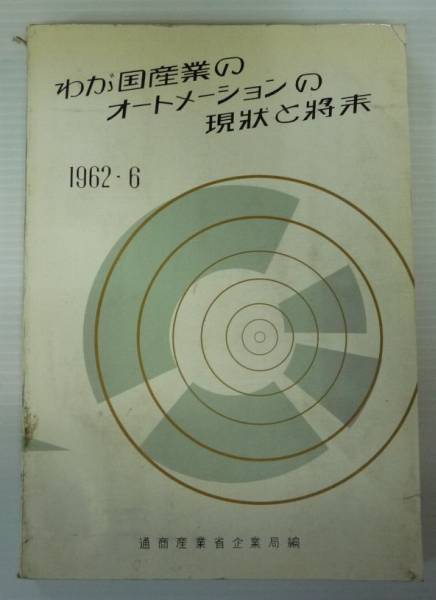 わが国産業の
オートメーションの
現状と将来
1962-6
通商産業省企業局編